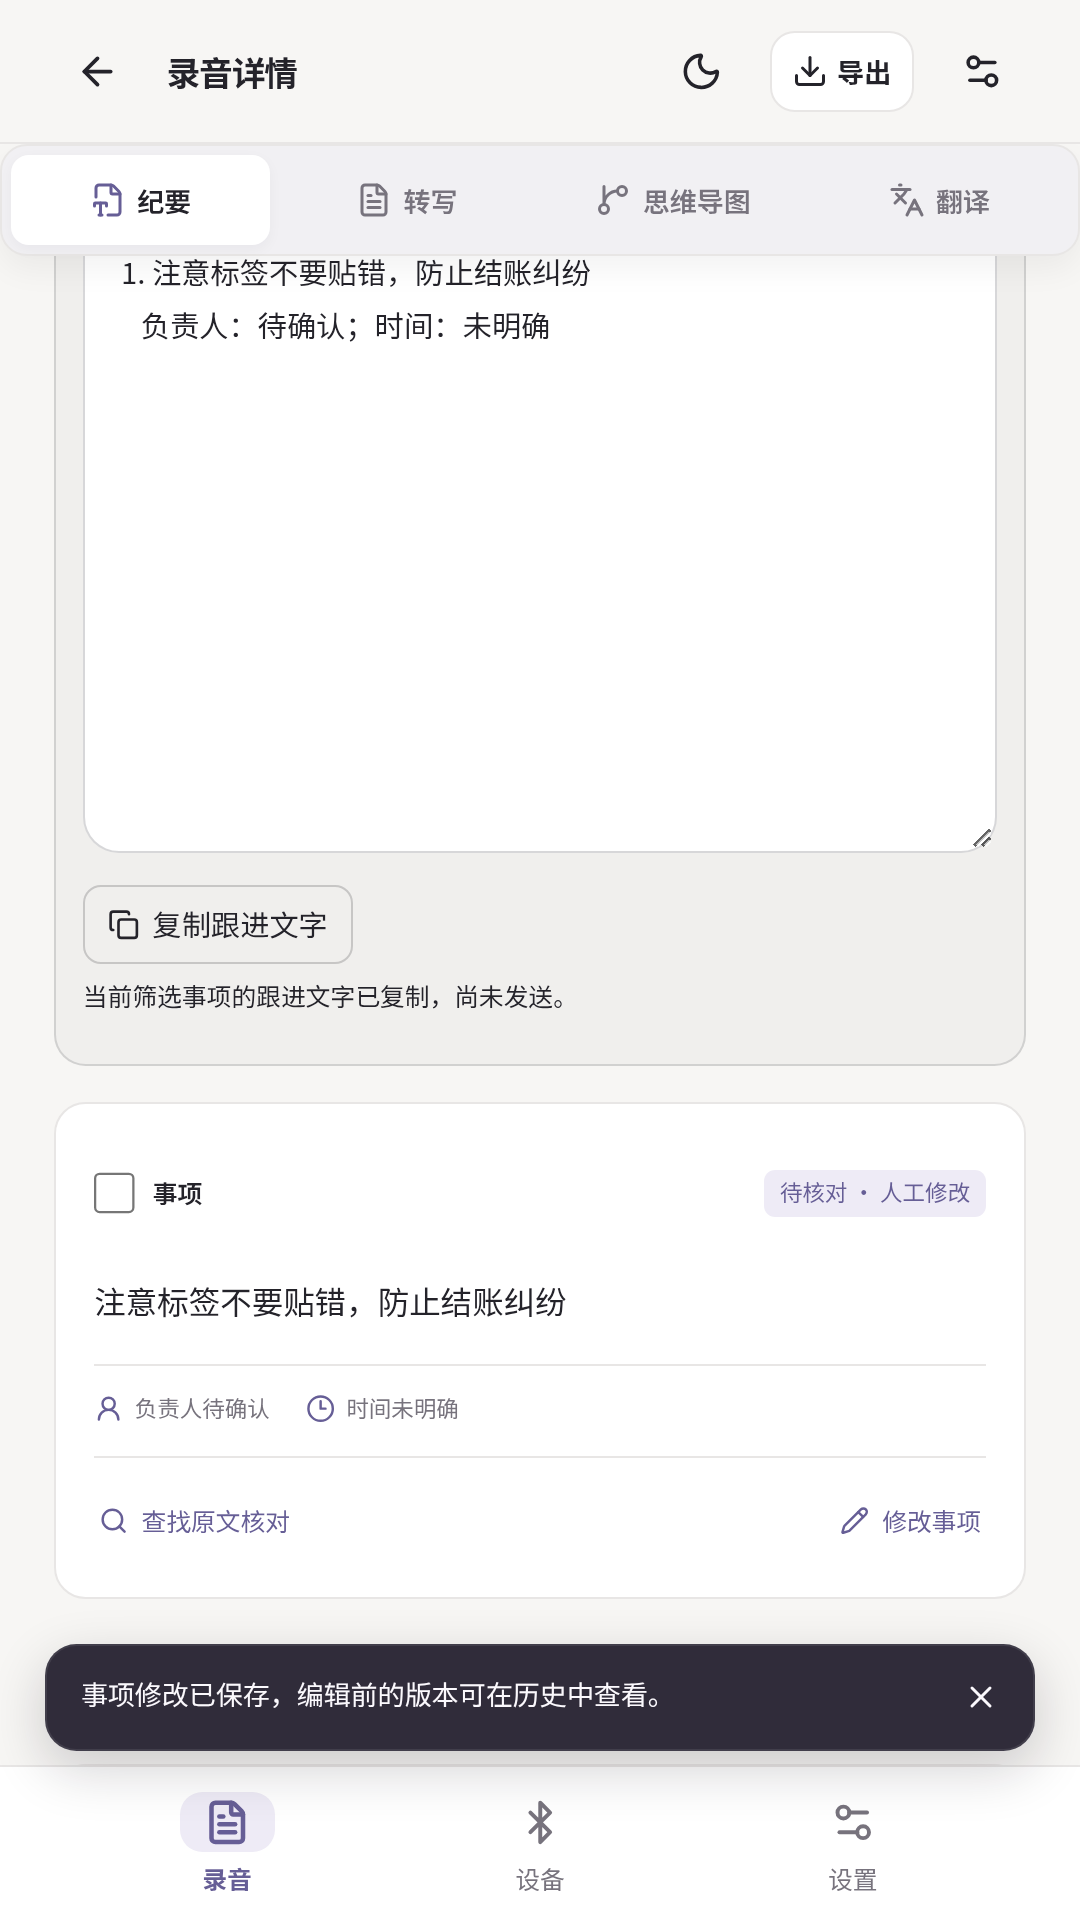 录音详情
导出
纪要
转写
思维导图
翻译
1. 注意标签不要贴错，防止结账纠纷
负责人：待确认；时间：未明确
复制跟进文字
当前筛选事项的跟进文字已复制，尚未发送。
事项
待核对 · 人工修改
注意标签不要贴错，防止结账纠纷
负责人待确认
时间未明确
查找原文核对
修改事项
事项修改已保存，编辑前的版本可在历史中查看。
录音
设备
设置